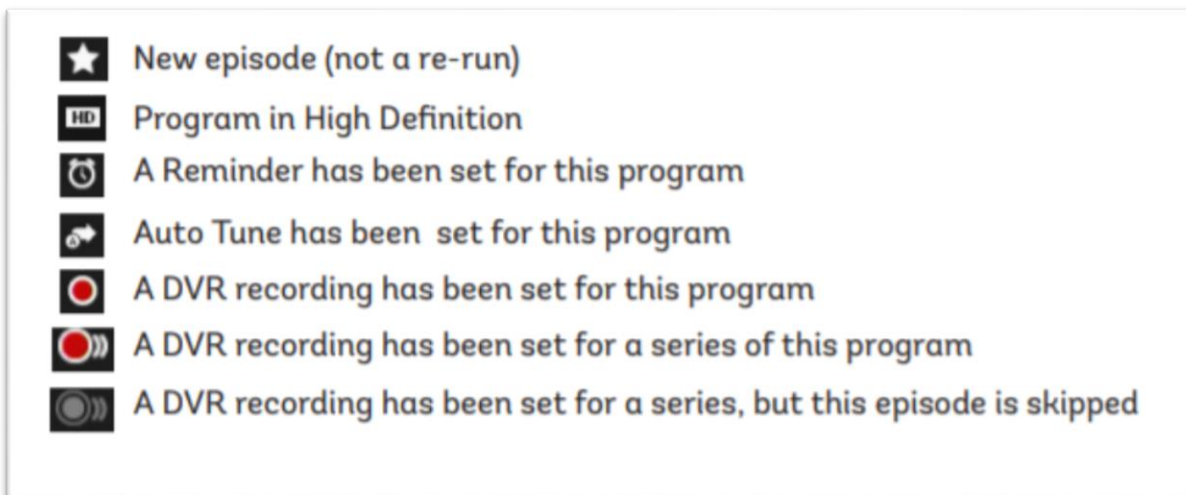 New episode (not a re-run)
HD Program in High Definition
A Reminder has been set for this program
Auto Tune has been set for this program
A DVR recording has been set for this program
A DVR recording has been set for a series of this program
A DVR recording has been set for a series, but this episode is skipped